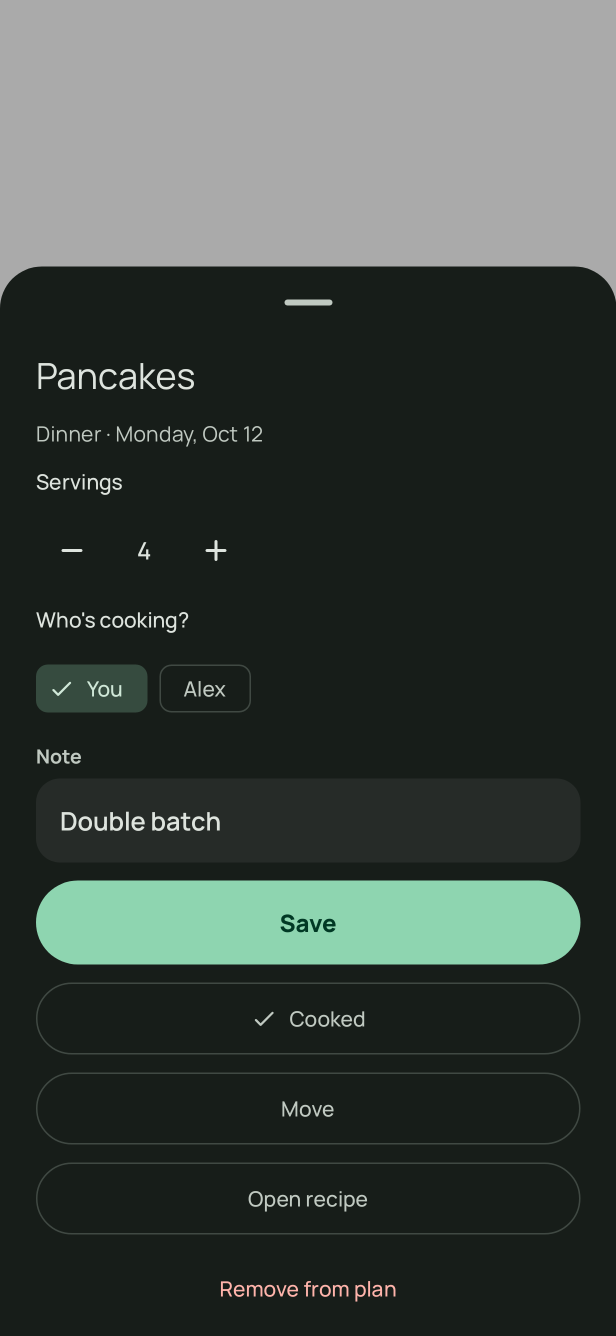 Pancakes
Dinner · Monday, Oct 12
Servings
4
Who's cooking?
You
Alex
Note
Double batch
Save
Cooked
Move
Open recipe
Remove from plan